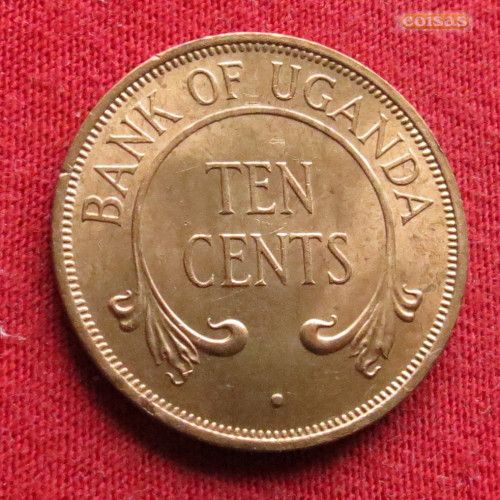 coisas
BANK OF UGANDA
TEN
CENTS